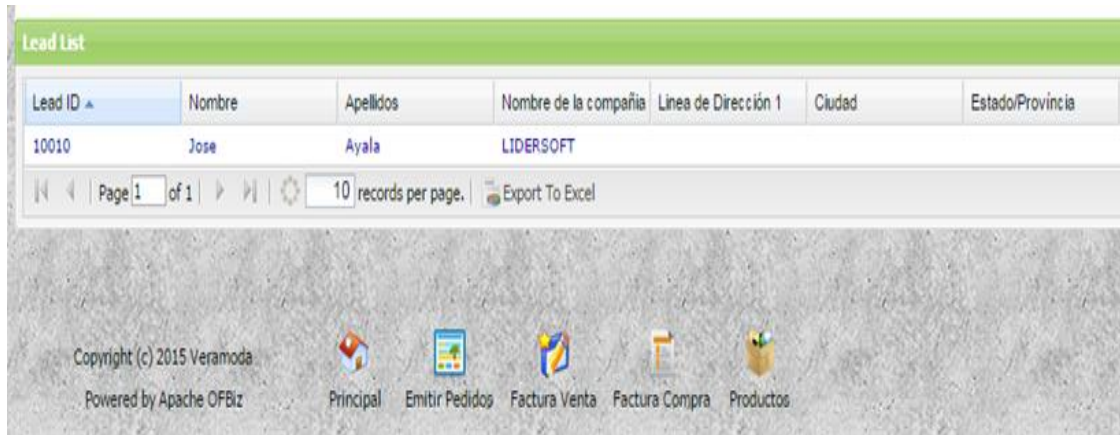 Lead List
Lead ID Nombre Apellidos Nombre de la compañia Linea de Dirección 1 Ciudad Estado/Província
10010 Jose Ayala LIDERSOFT
Page 1 of 1 10 records per page. Export To Excel
Copyright (c) 2015 Veramoda
Powered by Apache OFBiz
Principal Emitir Pedidos Factura Venta Factura Compra Productos